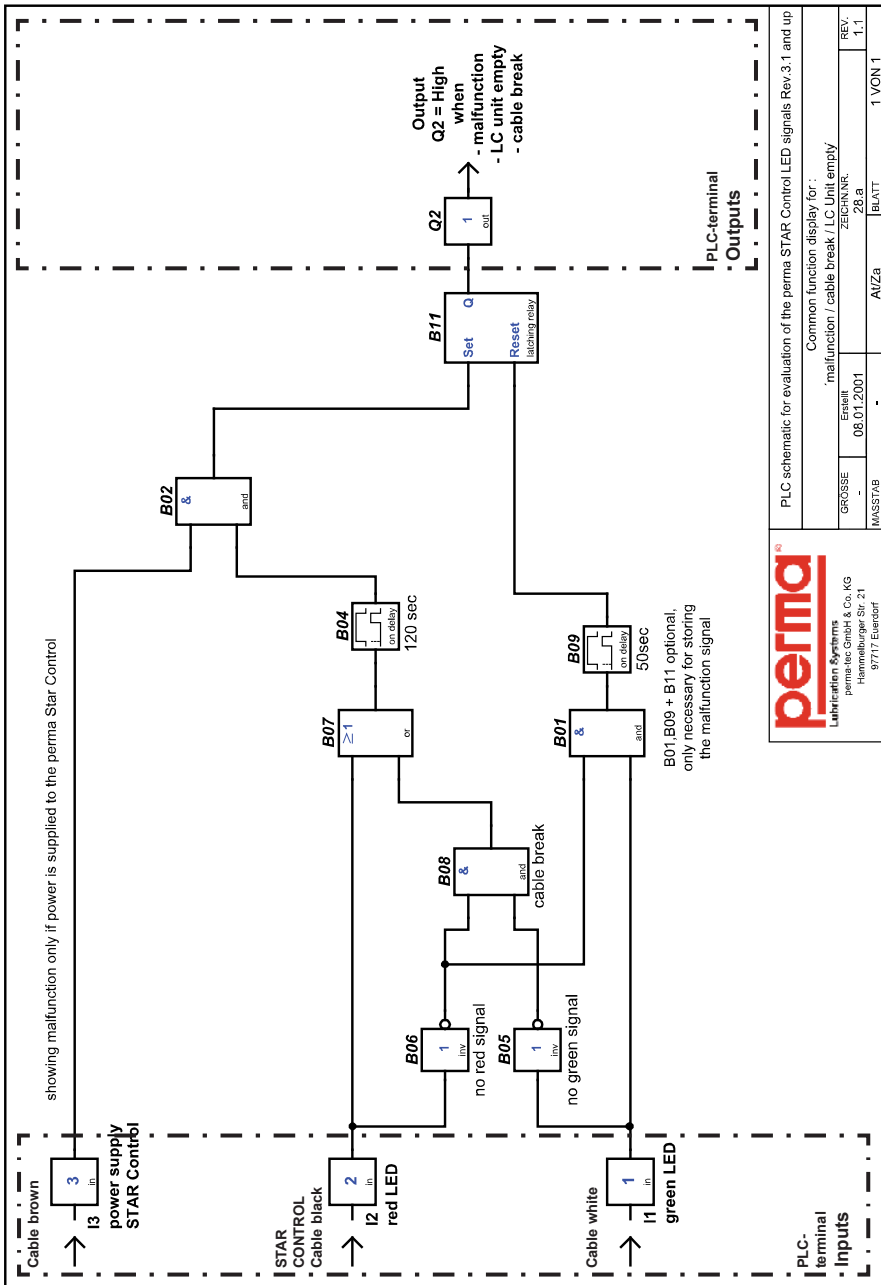 showing malfunction only if power is supplied to the perma Star Control
Cable brown
3
in
I3
power supply
STAR Control
STAR
CONTROL
Cable black
2
in
I2
red LED
Cable white
1
in
I1
green LED
PLC-
terminal
Inputs
B06
1
inv
no red signal
B05
1
inv
no green signal
B08
&
and
cable break
B07
≥1
or
B04
on delay
120 sec
B02
&
and
B01
&
and
B09
on delay
50sec
B01,B09 + B11 optional,
only necessary for storing
the malfunction signal
B11
Set
Q
Reset
latching relay
Q2
1
out
Output
Q2 = High
when
- malfunction
- LC unit empty
- cable break
PLC-terminal
Outputs
perma®
Lubrication Systems
perma-tec GmbH & Co. KG
Hammelburger Str. 21
97717 Euerdorf
PLC schematic for evaluation of the perma STAR Control LED signals Rev.3.1 and up
Common function display for :
´malfunction / cable break / LC Unit empty´
GRÖSSE
-
Erstellt
08.01.2001
ZEICHN.NR.
28.a
REV.
1.1
MASSTAB
-
At/Za
BLATT
1 VON 1